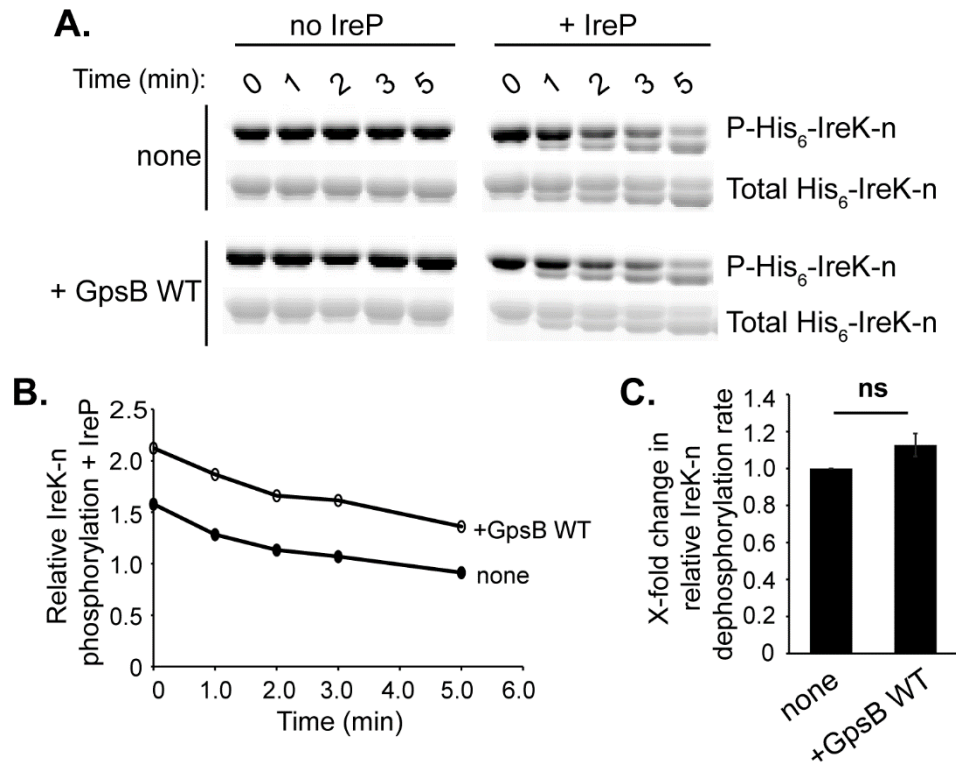 A.
no IreP
+ IreP
Time (min):
0 1 2 3 5
0 1 2 3 5
none
P-His6-IreK-n
Total His6-IreK-n
+ GpsB WT
P-His6-IreK-n
Total His6-IreK-n
B.
Relative IreK-n
phosphorylation + IreP
2.5
2.0
1.5
1.0
0.5
0
+GpsB WT
none
0 1.0 2.0 3.0 4.0 5.0 6.0
Time (min)
C.
X-fold change in
relative IreK-n
dephosphorylation rate
ns
1.4
1.2
1.0
0.8
0.6
0.4
0.2
0
none
+GpsB WT